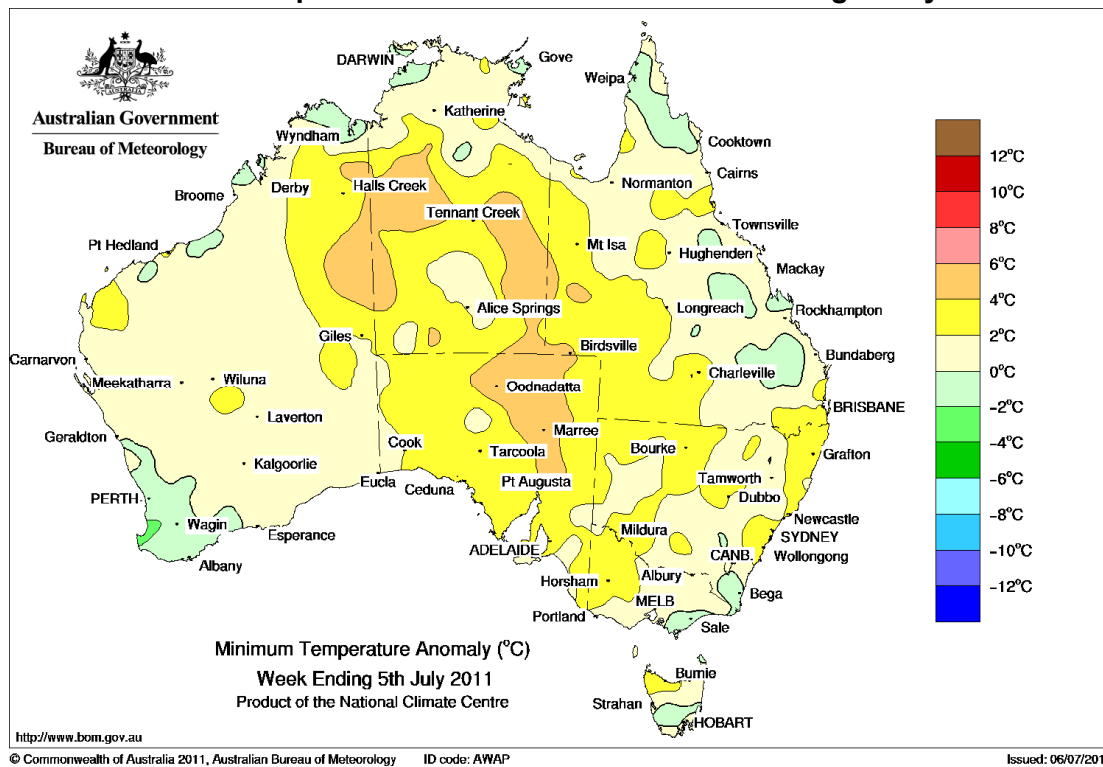 Australian Government
Bureau of Meteorology
DARWIN
Gove
Weipa
Katherine
Wyndham
Cooktown
Cairns
Derby
Halls Creek
Normanton
Broome
Tennant Creek
Townsville
Pt Hedland
Mt Isa
Hughenden
Mackay
Alice Springs
Longreach
Rockhampton
Giles
Birdsville
Bundaberg
Carnarvon
Meekatharra
Wiluna
Oodnadatta
Charleville
Laverton
BRISBANE
Geraldton
Cook
Marree
Bourke
Grafton
Kalgoorlie
Tarcoola
Eucla
Ceduna
Pt Augusta
Tamworth
Dubbo
PERTH
Wagin
Esperance
Mildura
Newcastle
SYDNEY
Wollongong
ADELAIDE
CANB.
Albany
Horsham
Albury
Bega
Portland
MELB
Sale
Burnie
Strahan
HOBART
12°C
10°C
8°C
6°C
4°C
2°C
0°C
-2°C
-4°C
-6°C
-8°C
-10°C
-12°C
Minimum Temperature Anomaly (°C)
Week Ending 5th July 2011
Product of the National Climate Centre
http://www.bom.gov.au
© Commonwealth of Australia 2011, Australian Bureau of Meteorology ID code: AWAP
Issued: 06/07/201